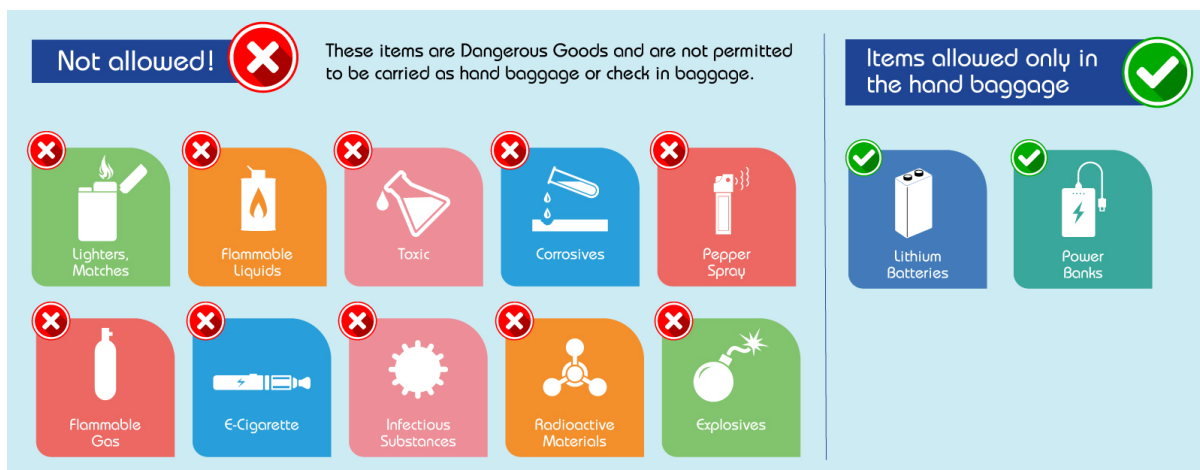 Not allowed!
These items are Dangerous Goods and are not permitted
to be carried as hand baggage or check in baggage.
Items allowed only in
the hand baggage
Lighters,
Matches
Flammable
Liquids
Toxic
Corrosives
Pepper
Spray
Lithium
Batteries
Power
Banks
Flammable
Gas
E-Cigarette
Infectious
Substances
Radioactive
Materials
Explosives